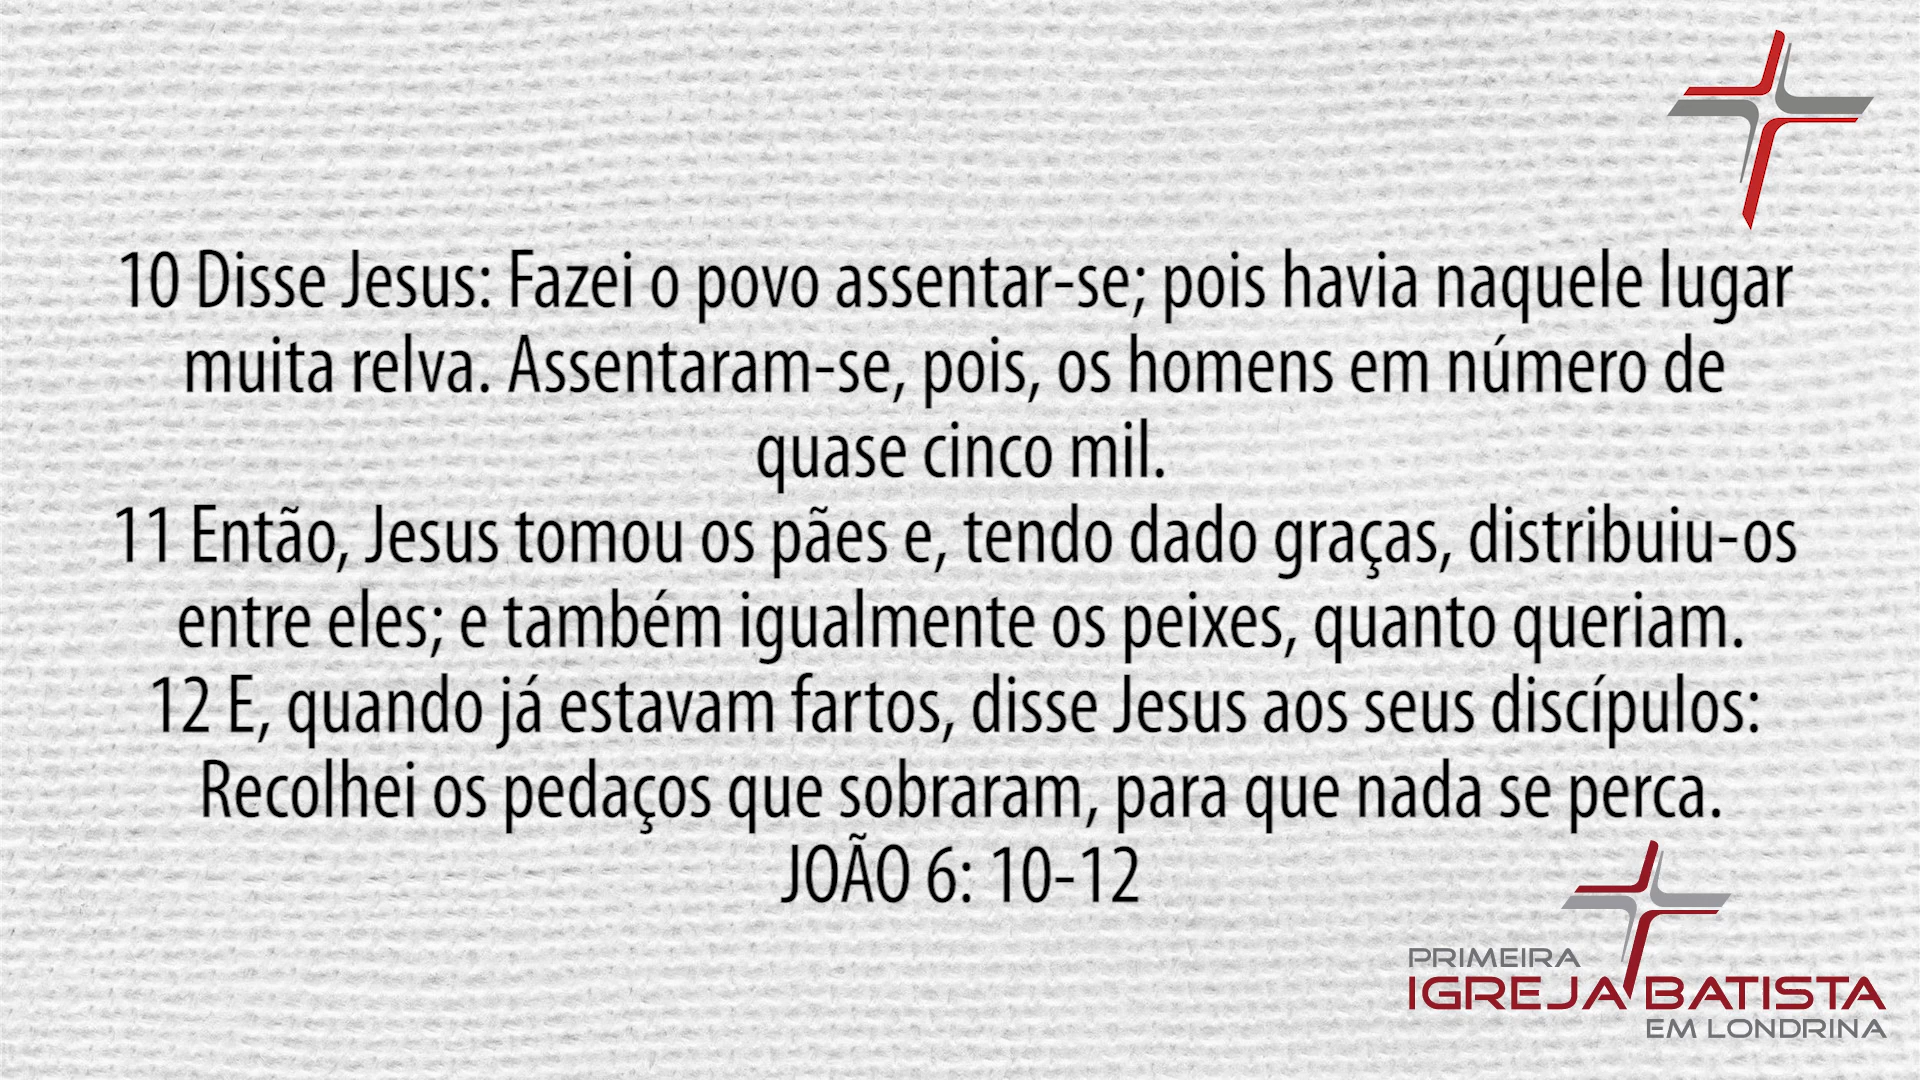 10 Disse Jesus: Fazei o povo assentar-se; pois havia naquele lugar
muita relva. Assentaram-se, pois, os homens em número de
quase cinco mil.
11 Então, Jesus tomou os pães e, tendo dado graças, distribuiu-os
entre eles; e também igualmente os peixes, quanto queriam.
12 E, quando já estavam fartos, disse Jesus aos seus discípulos:
Recolhei os pedaços que sobraram, para que nada se perca.
JOÃO 6: 10-12
PRIMEIRA
IGREJA BATISTA
EM LONDRINA